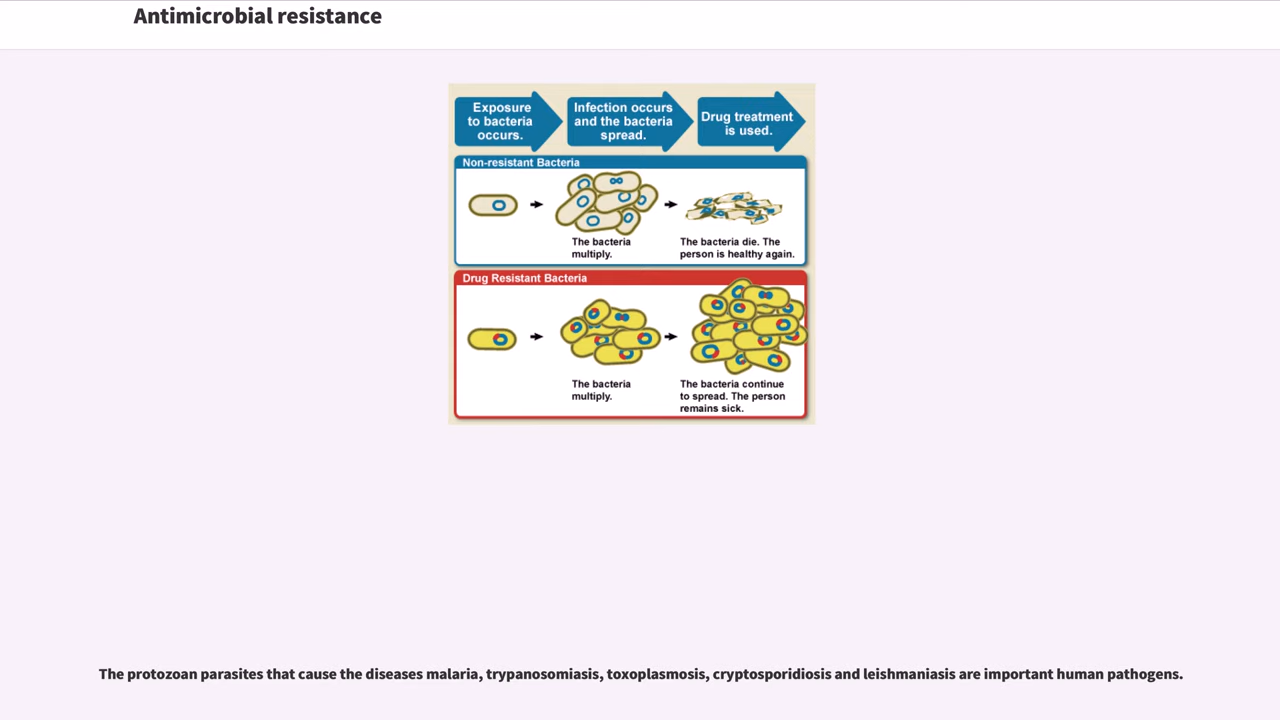 Antimicrobial resistance
Exposure
to bacteria
occurs.
Infection occurs
and the bacteria
spread.
Drug treatment
is used.
Non-resistant Bacteria
The bacteria
multiply.
The bacteria die. The
person is healthy again.
Drug Resistant Bacteria
The bacteria
multiply.
The bacteria continue
to spread. The person
remains sick.
The protozoan parasites that cause the diseases malaria, trypanosomiasis, toxoplasmosis, cryptosporidiosis and leishmaniasis are important human pathogens.